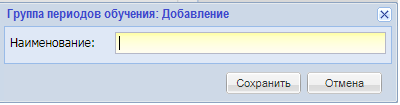 Группа периодов обучения: Добавление
Наименование:
Сохранить Отмена